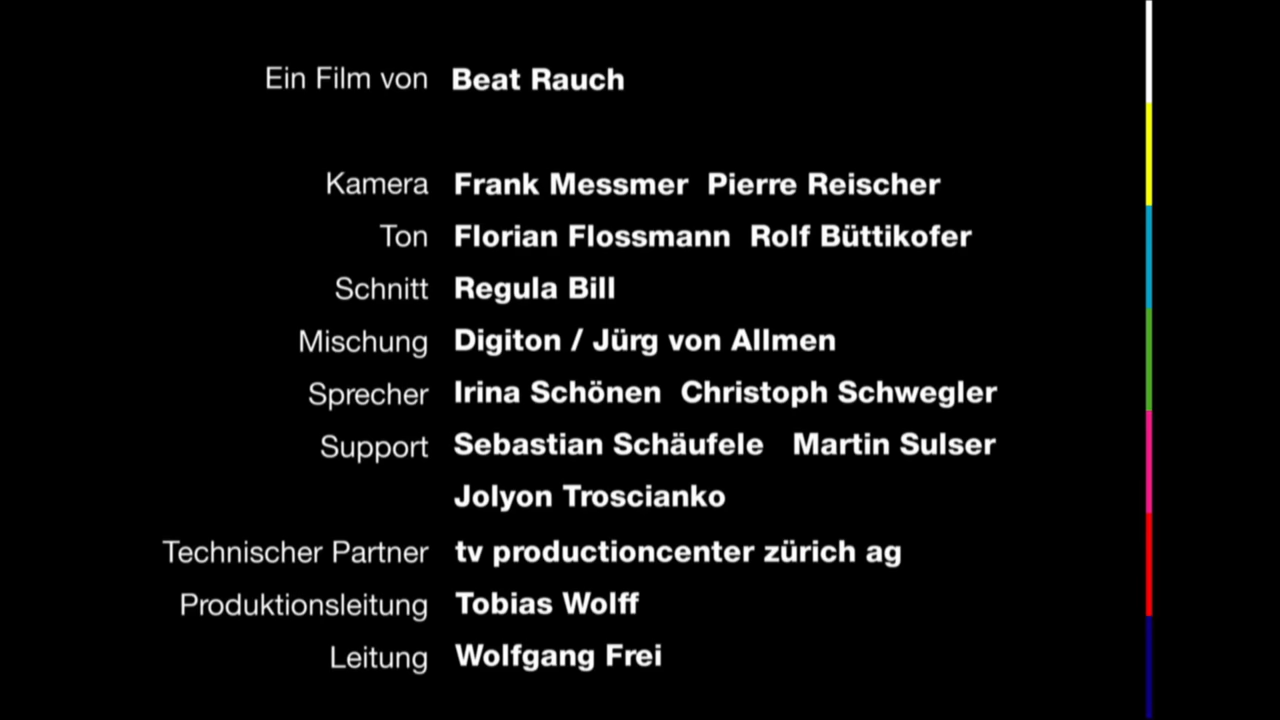 Ein Film von Beat Rauch
Kamera Frank Messmer Pierre Reischer
Ton Florian Flossmann Rolf Büttikofer
Schnitt Regula Bill
Mischung Digiton / Jürg von Allmen
Sprecher Irina Schönen Christoph Schwegler
Support Sebastian Schäufele Martin Sulser
Jolyon Troscianko
Technischer Partner tv productioncenter zürich ag
Produktionsleitung Tobias Wolff
Leitung Wolfgang Frei